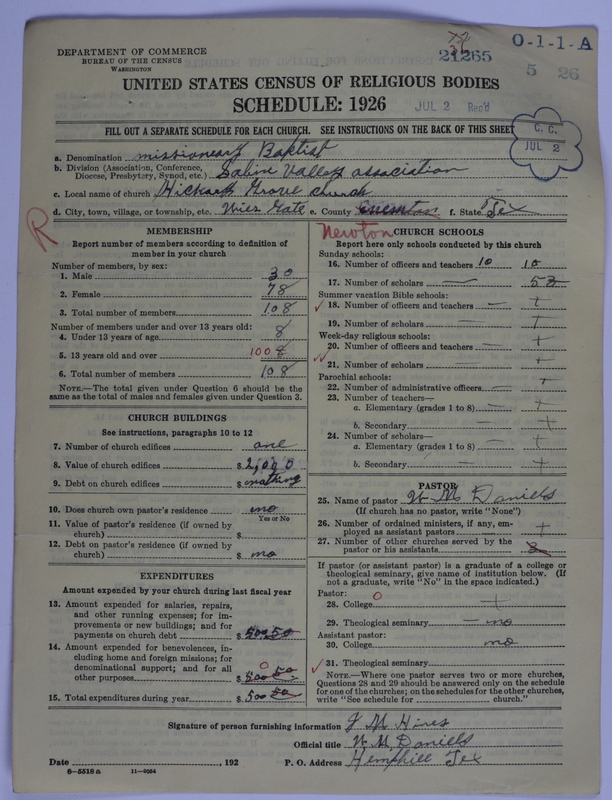 DEPARTMENT OF COMMERCE
BUREAU OF THE CENSUS
WASHINGTON
21265
O-1-1-A
5 26
UNITED STATES CENSUS OF RELIGIOUS BODIES
SCHEDULE: 1926
JUL 2 Rec'd
FILL OUT A SEPARATE SCHEDULE FOR EACH CHURCH. SEE INSTRUCTIONS ON THE BACK OF THIS SHEET
C. C.
JUL 2
a. Denomination missionary Baptist
b. Division (Association, Conference, Diocese, Presbytery, Synod, etc.) Sabin Valley association
c. Local name of church Hickory Grove church
d. City, town, village, or township, etc. Wier Gate e. County f. State Tex
R
Newton
MEMBERSHIP
Report number of members according to definition of
member in your church
Number of members, by sex:
1. Male 30
2. Female 78
3. Total number of members 108
Number of members under and over 13 years old:
4. Under 13 years of age 8
5. 13 years old and over 100
6. Total number of members 108
NOTE.—The total given under Question 6 should be
same as the total of males and females given under Question 3.
CHURCH BUILDINGS
See instructions, paragraphs 10 to 12
7. Number of church edifices one
8. Value of church edifices $ 2,000
9. Debt on church edifices $ nothing
10. Does church own pastor's residence no
Yes or No
11. Value of pastor's residence (if owned by
church) $
12. Debt on pastor's residence (if owned by
church) $ no
EXPENDITURES
Amount expended by your church during last fiscal year
13. Amount expended for salaries, repairs,
and other running expenses; for im-
provements or new buildings; and for
payments on church debt $
14. Amount expended for benevolences, in-
cluding home and foreign missions; for
denominational support; and for all
other purposes $
15. Total expenditures during year $ 500
CHURCH SCHOOLS
Report here only schools conducted by this church
Sunday schools:
16. Number of officers and teachers 10 10
17. Number of scholars — 52
Summer vacation Bible schools:
18. Number of officers and teachers —
19. Number of scholars —
Week-day religious schools:
20. Number of officers and teachers —
21. Number of scholars
Parochial schools:
22. Number of administrative officers —
23. Number of teachers—
a. Elementary (grades 1 to 8) —
b. Secondary —
24. Number of scholars—
a. Elementary (grades 1 to 8) —
b. Secondary —
PASTOR
25. Name of pastor W M Daniels
(If church has no pastor, write "None")
26. Number of ordained ministers, if any, em-
ployed as assistant pastors
27. Number of other churches served by the
pastor or his assistants
If pastor (or assistant pastor) is a graduate of a college or
theological seminary, give name of institution below. (If
not a graduate, write "No" in the space indicated.)
Pastor:
28. College
29. Theological seminary — no
Assistant pastor:
30. College no
31. Theological seminary
NOTE.—Where one pastor serves two or more churches,
Questions 28 and 29 should be answered only on the schedule
for one of the churches; on the schedules for the other churches,
write "See schedule for church."
Signature of person furnishing information J M Hines
Official title W M Daniels
Date , 192 P. O. Address Hemphill Tex
6-5518a 11-9054